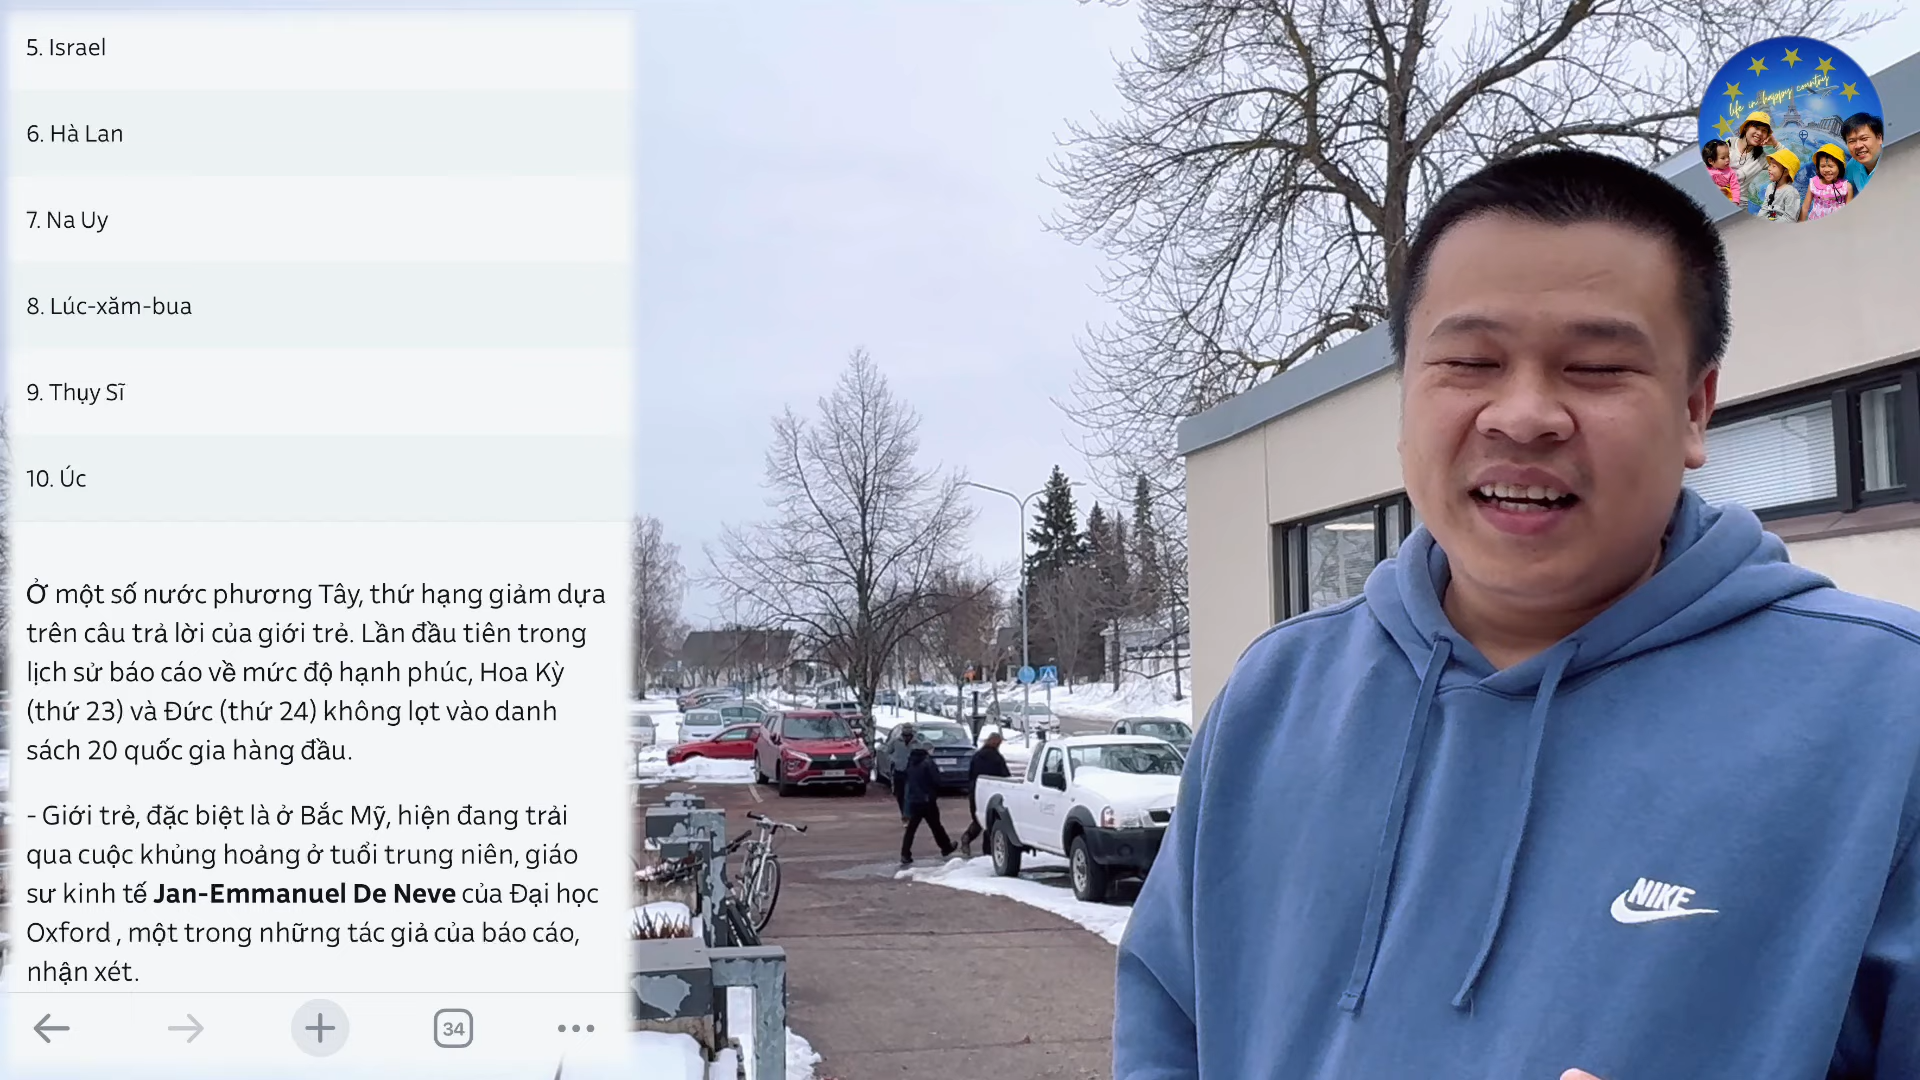 5. Israel
6. Hà Lan
7. Na Uy
8. Lúc-xăm-bua
9. Thụy Sĩ
10. Úc
Ở một số nước phương Tây, thứ hạng giảm dựa
trên câu trả lời của giới trẻ. Lần đầu tiên trong
lịch sử báo cáo về mức độ hạnh phúc, Hoa Kỳ
(thứ 23) và Đức (thứ 24) không lọt vào danh
sách 20 quốc gia hàng đầu.
- Giới trẻ, đặc biệt là ở Bắc Mỹ, hiện đang trải
qua cuộc khủng hoảng ở tuổi trung niên, giáo
sư kinh tế Jan-Emmanuel De Neve của Đại học
Oxford , một trong những tác giả của báo cáo,
nhận xét.
34
life in happy country
NIKE